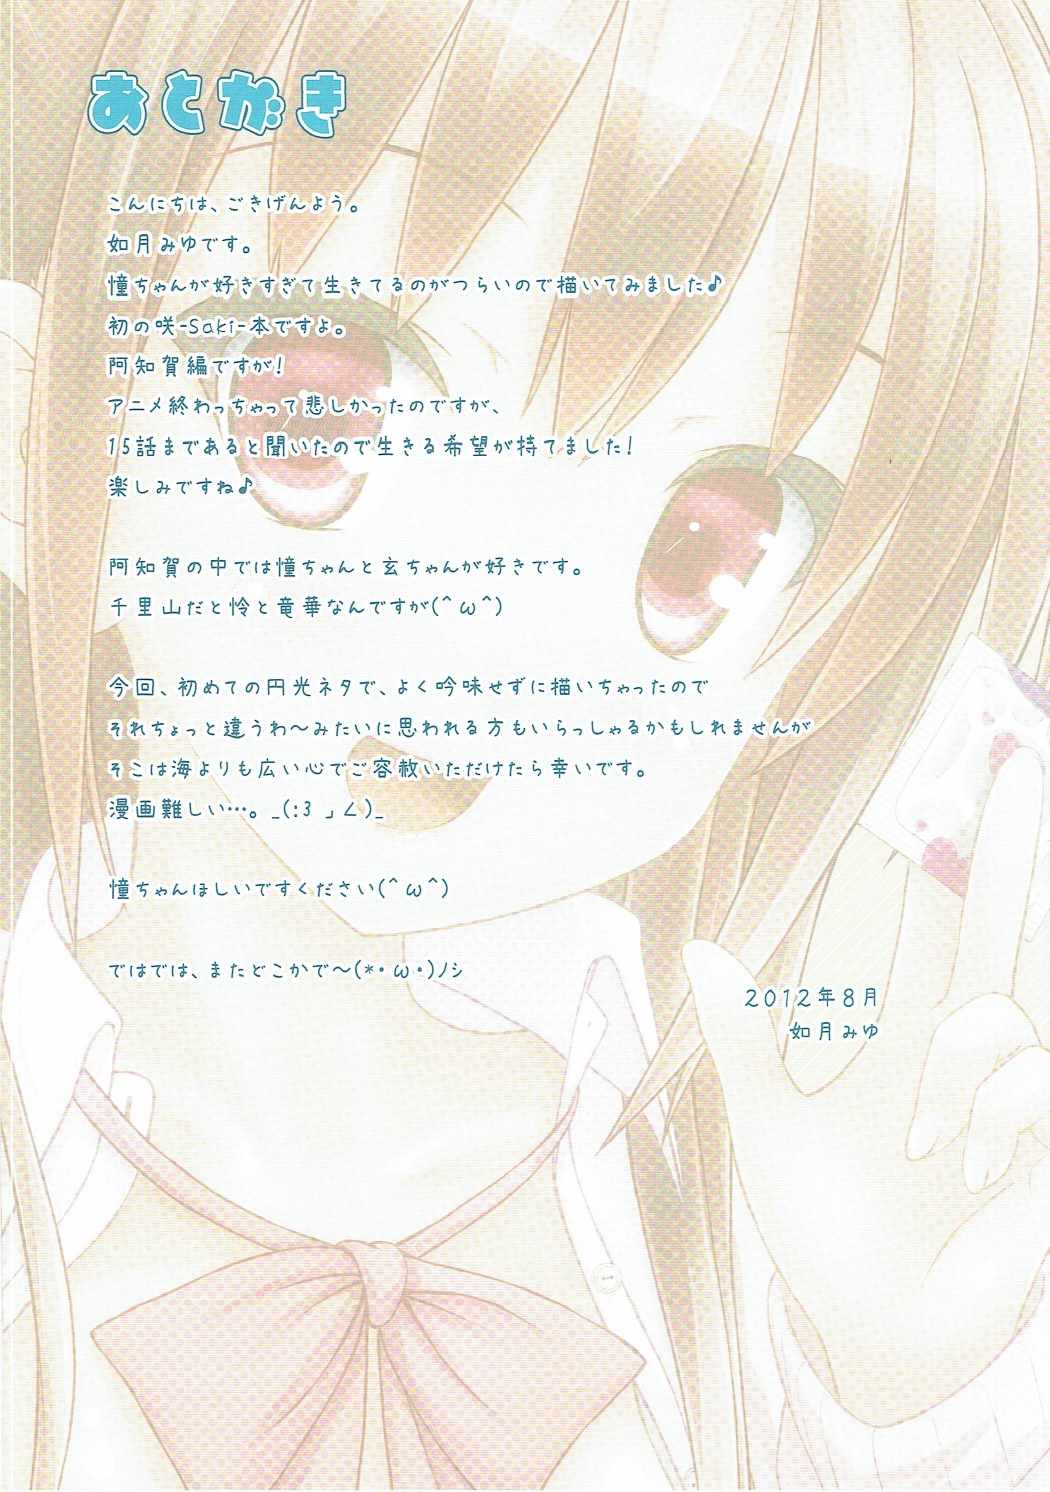 あとがき
こんにちは、ごきげんよう。
如月みゆです。
憧ちゃんが好きすぎて生きてるのがつらいので描いてみました♪
初の咲-Saki-本ですよ。
阿知賀編ですが!
アニメ終わっちゃって悲しかったのですが、
15話まであると聞いたので生きる希望が持てました!
楽しみですね♪
阿知賀の中では憧ちゃんと玄ちゃんが好きです。
千里山だと怜と竜華なんですが(^ω^)
今回、初めての円光ネタで、よく吟味せずに描いちゃったので
それちょっと違うわ～みたいに思われる方もいらっしゃるかもしれませんが
そこは海よりも広い心でご容赦いただけたら幸いです。
漫画難しい…。_(:3 」∠)_
憧ちゃんほしいですください(^ω^)
ではでは、またどこかで～(*・ω・)ﾉｼ
2012年8月
如月みゆ